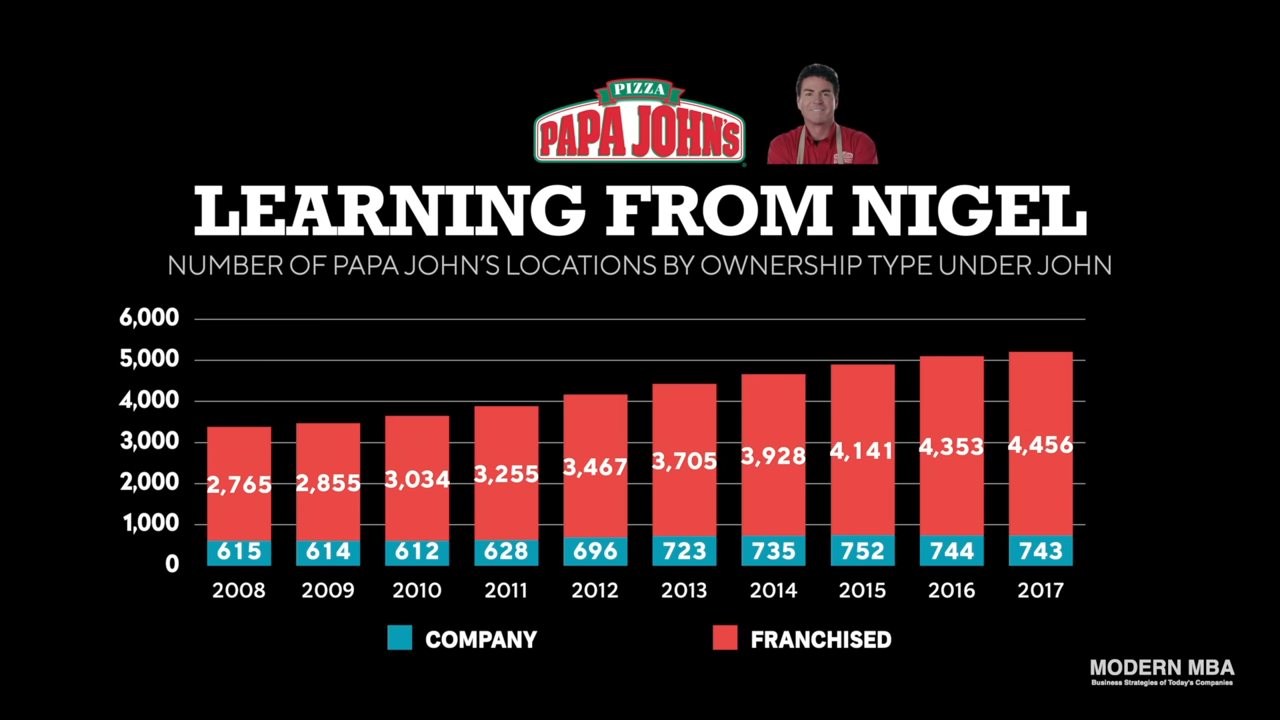 PIZZA
PAPA JOHN'S
LEARNING FROM NIGEL
NUMBER OF PAPA JOHN'S LOCATIONS BY OWNERSHIP TYPE UNDER JOHN
6,000
5,000
4,000
3,000
2,000
1,000
0
2,765 2,855 3,034 3,255 3,467 3,705 3,928 4,141 4,353 4,456
615 614 612 628 696 723 735 752 744 743
2008 2009 2010 2011 2012 2013 2014 2015 2016 2017
COMPANY FRANCHISED
MODERN MBA
Business Strategies of Today's Companies